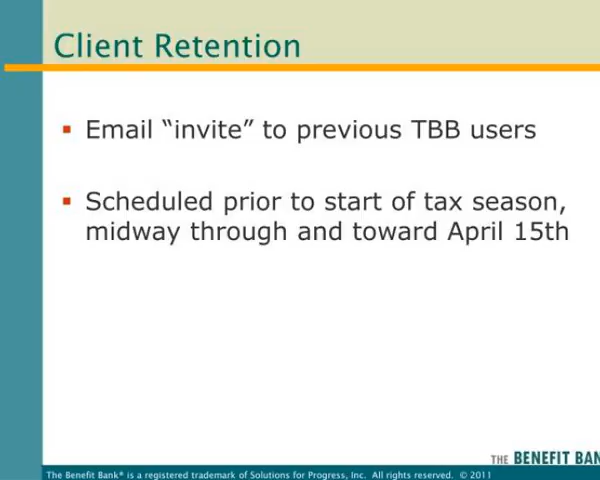 Client Retention
Email “invite” to previous TBB users
Scheduled prior to start of tax season,
midway through and toward April 15th
THE BENEFIT BAN
The Benefit Bank® is a registered trademark of Solutions for Progress, Inc. All rights reserved. © 2011